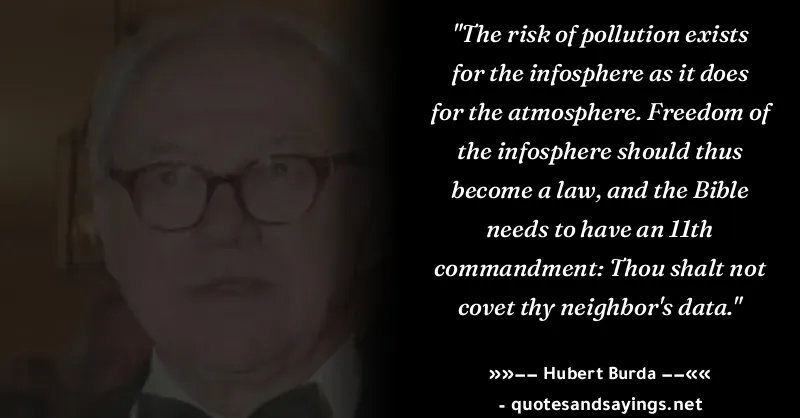 "The risk of pollution exists
for the infosphere as it does
for the atmosphere. Freedom of
the infosphere should thus
become a law, and the Bible
needs to have an 11th
commandment: Thou shalt not
covet thy neighbor's data."
»»–– Hubert Burda ––««
- quotesandsayings.net